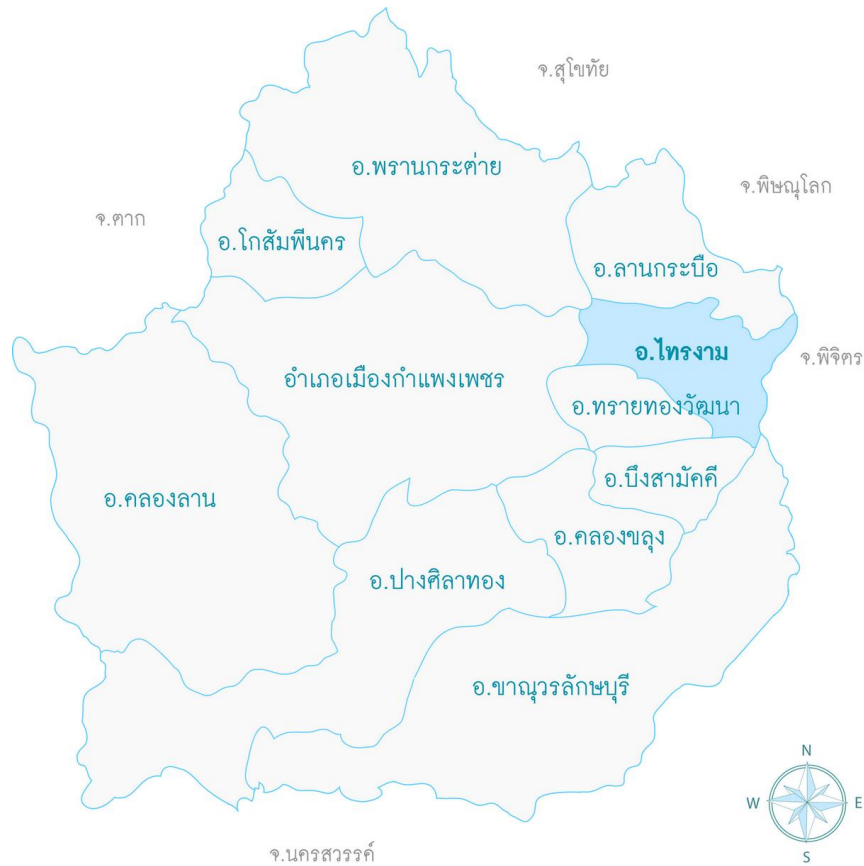 จ.สุโขทัย
อ.พรานกระต่าย
จ.พิษณุโลก
จ.ตาก
อ.โกสัมพีนคร
อ.ลานกระบือ
อ.ไทรงาม
จ.พิจิตร
อำเภอเมืองกำแพงเพชร
อ.ทรายทองวัฒนา
อ.บึงสามัคคี
อ.คลองลาน
อ.คลองขลุง
อ.ปางศิลาทอง
อ.ขาณุวรลักษบุรี
N
W
E
S
จ.นครสวรรค์